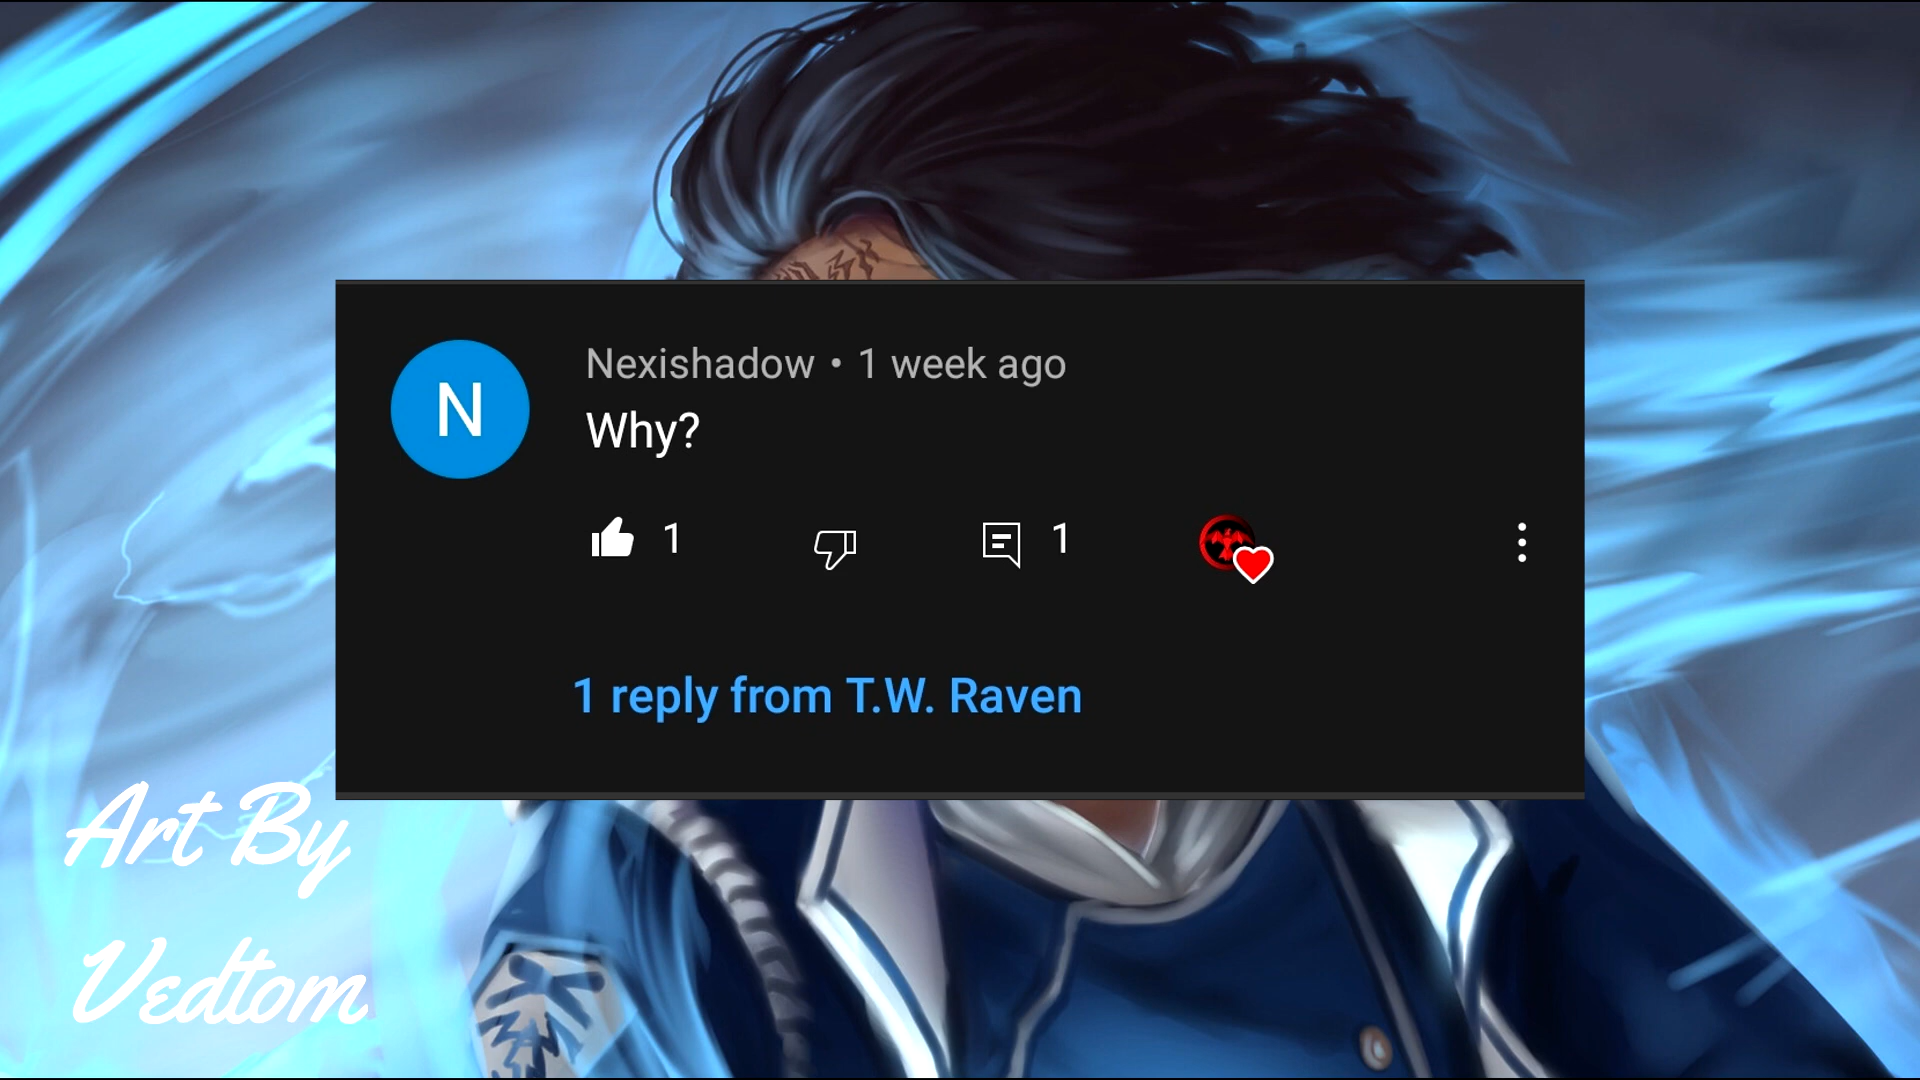 N
Nexishadow • 1 week ago
Why?
1
1
1 reply from T.W. Raven
Art By
Vedtom